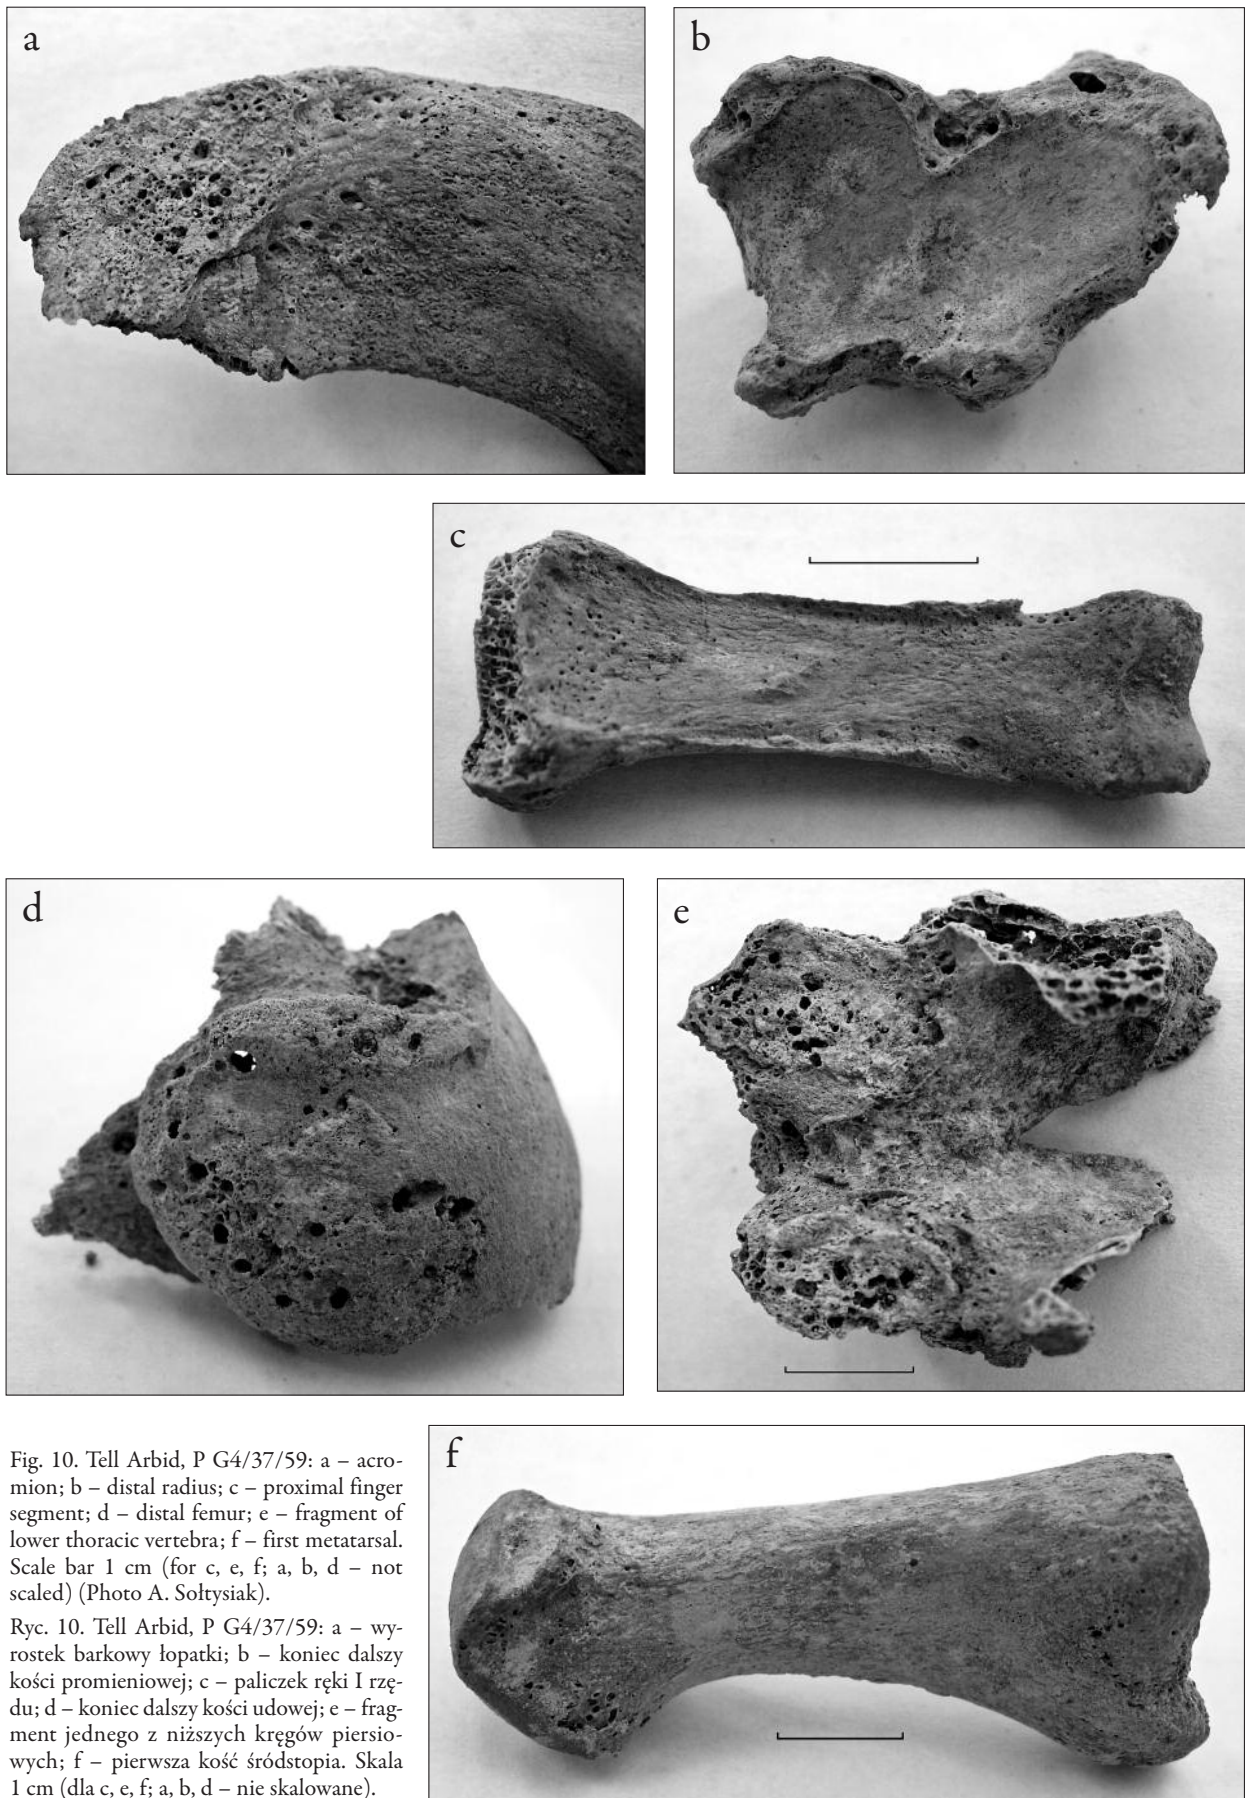 a
b
c
d
e
Fig. 10. Tell Arbid, P G4/37/59: a – acro-
mion; b – distal radius; c – proximal finger
segment; d – distal femur; e – fragment of
lower thoracic vertebra; f – first metatarsal.
Scale bar 1 cm (for c, e, f; a, b, d – not
scaled) (Photo A. Sołtysiak).
Ryc. 10. Tell Arbid, P G4/37/59: a – wy-
rostek barkowy łopatki; b – koniec dalszy
kości promieniowej; c – paliczek ręki I rzę-
du; d – koniec dalszy kości udowej; e – frag-
ment jednego z niższych kręgów piersio-
wych; f – pierwsza kość śródstopia. Skala
1 cm (dla c, e, f; a, b, d – nie skalowane).
f